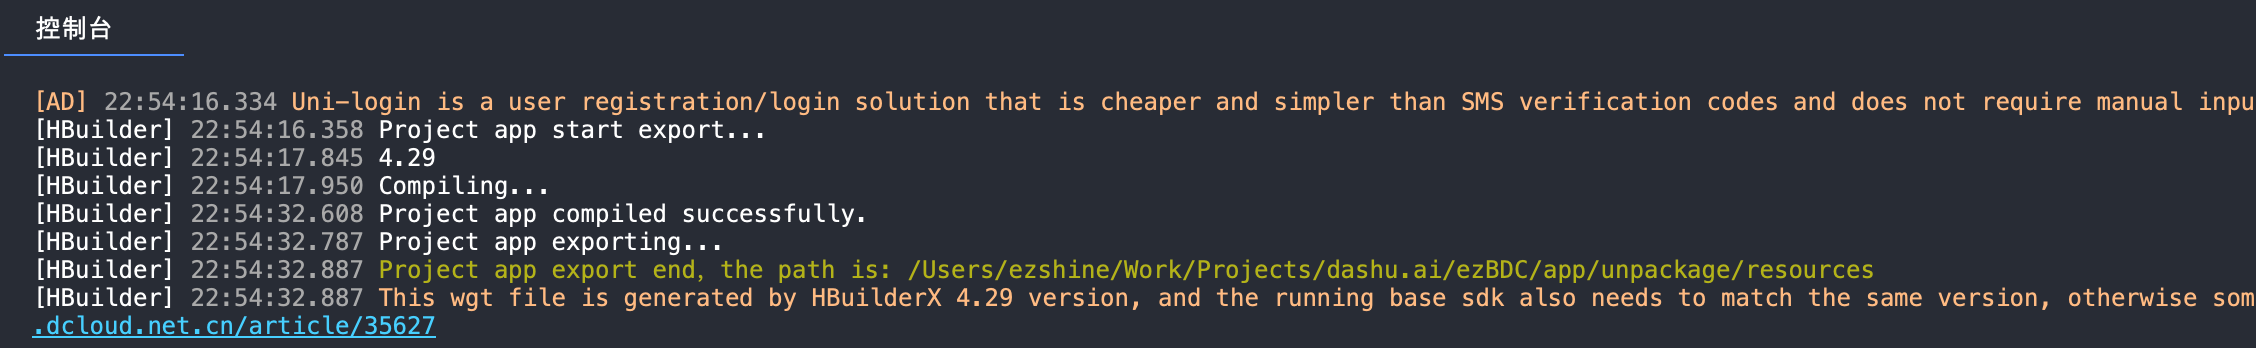 控制台
[AD] 22:54:16.334 Uni-login is a user registration/login solution that is cheaper and simpler than SMS verification codes and does not require manual inpu
[HBuilder] 22:54:16.358 Project app start export...
[HBuilder] 22:54:17.845 4.29
[HBuilder] 22:54:17.950 Compiling...
[HBuilder] 22:54:32.608 Project app compiled successfully.
[HBuilder] 22:54:32.787 Project app exporting...
[HBuilder] 22:54:32.887 Project app export end, the path is: /Users/ezshine/Work/Projects/dashu.ai/ezBDC/app/unpackage/resources
[HBuilder] 22:54:32.887 This wgt file is generated by HBuilderX 4.29 version, and the running base sdk also needs to match the same version, otherwise som
.dcloud.net.cn/article/35627